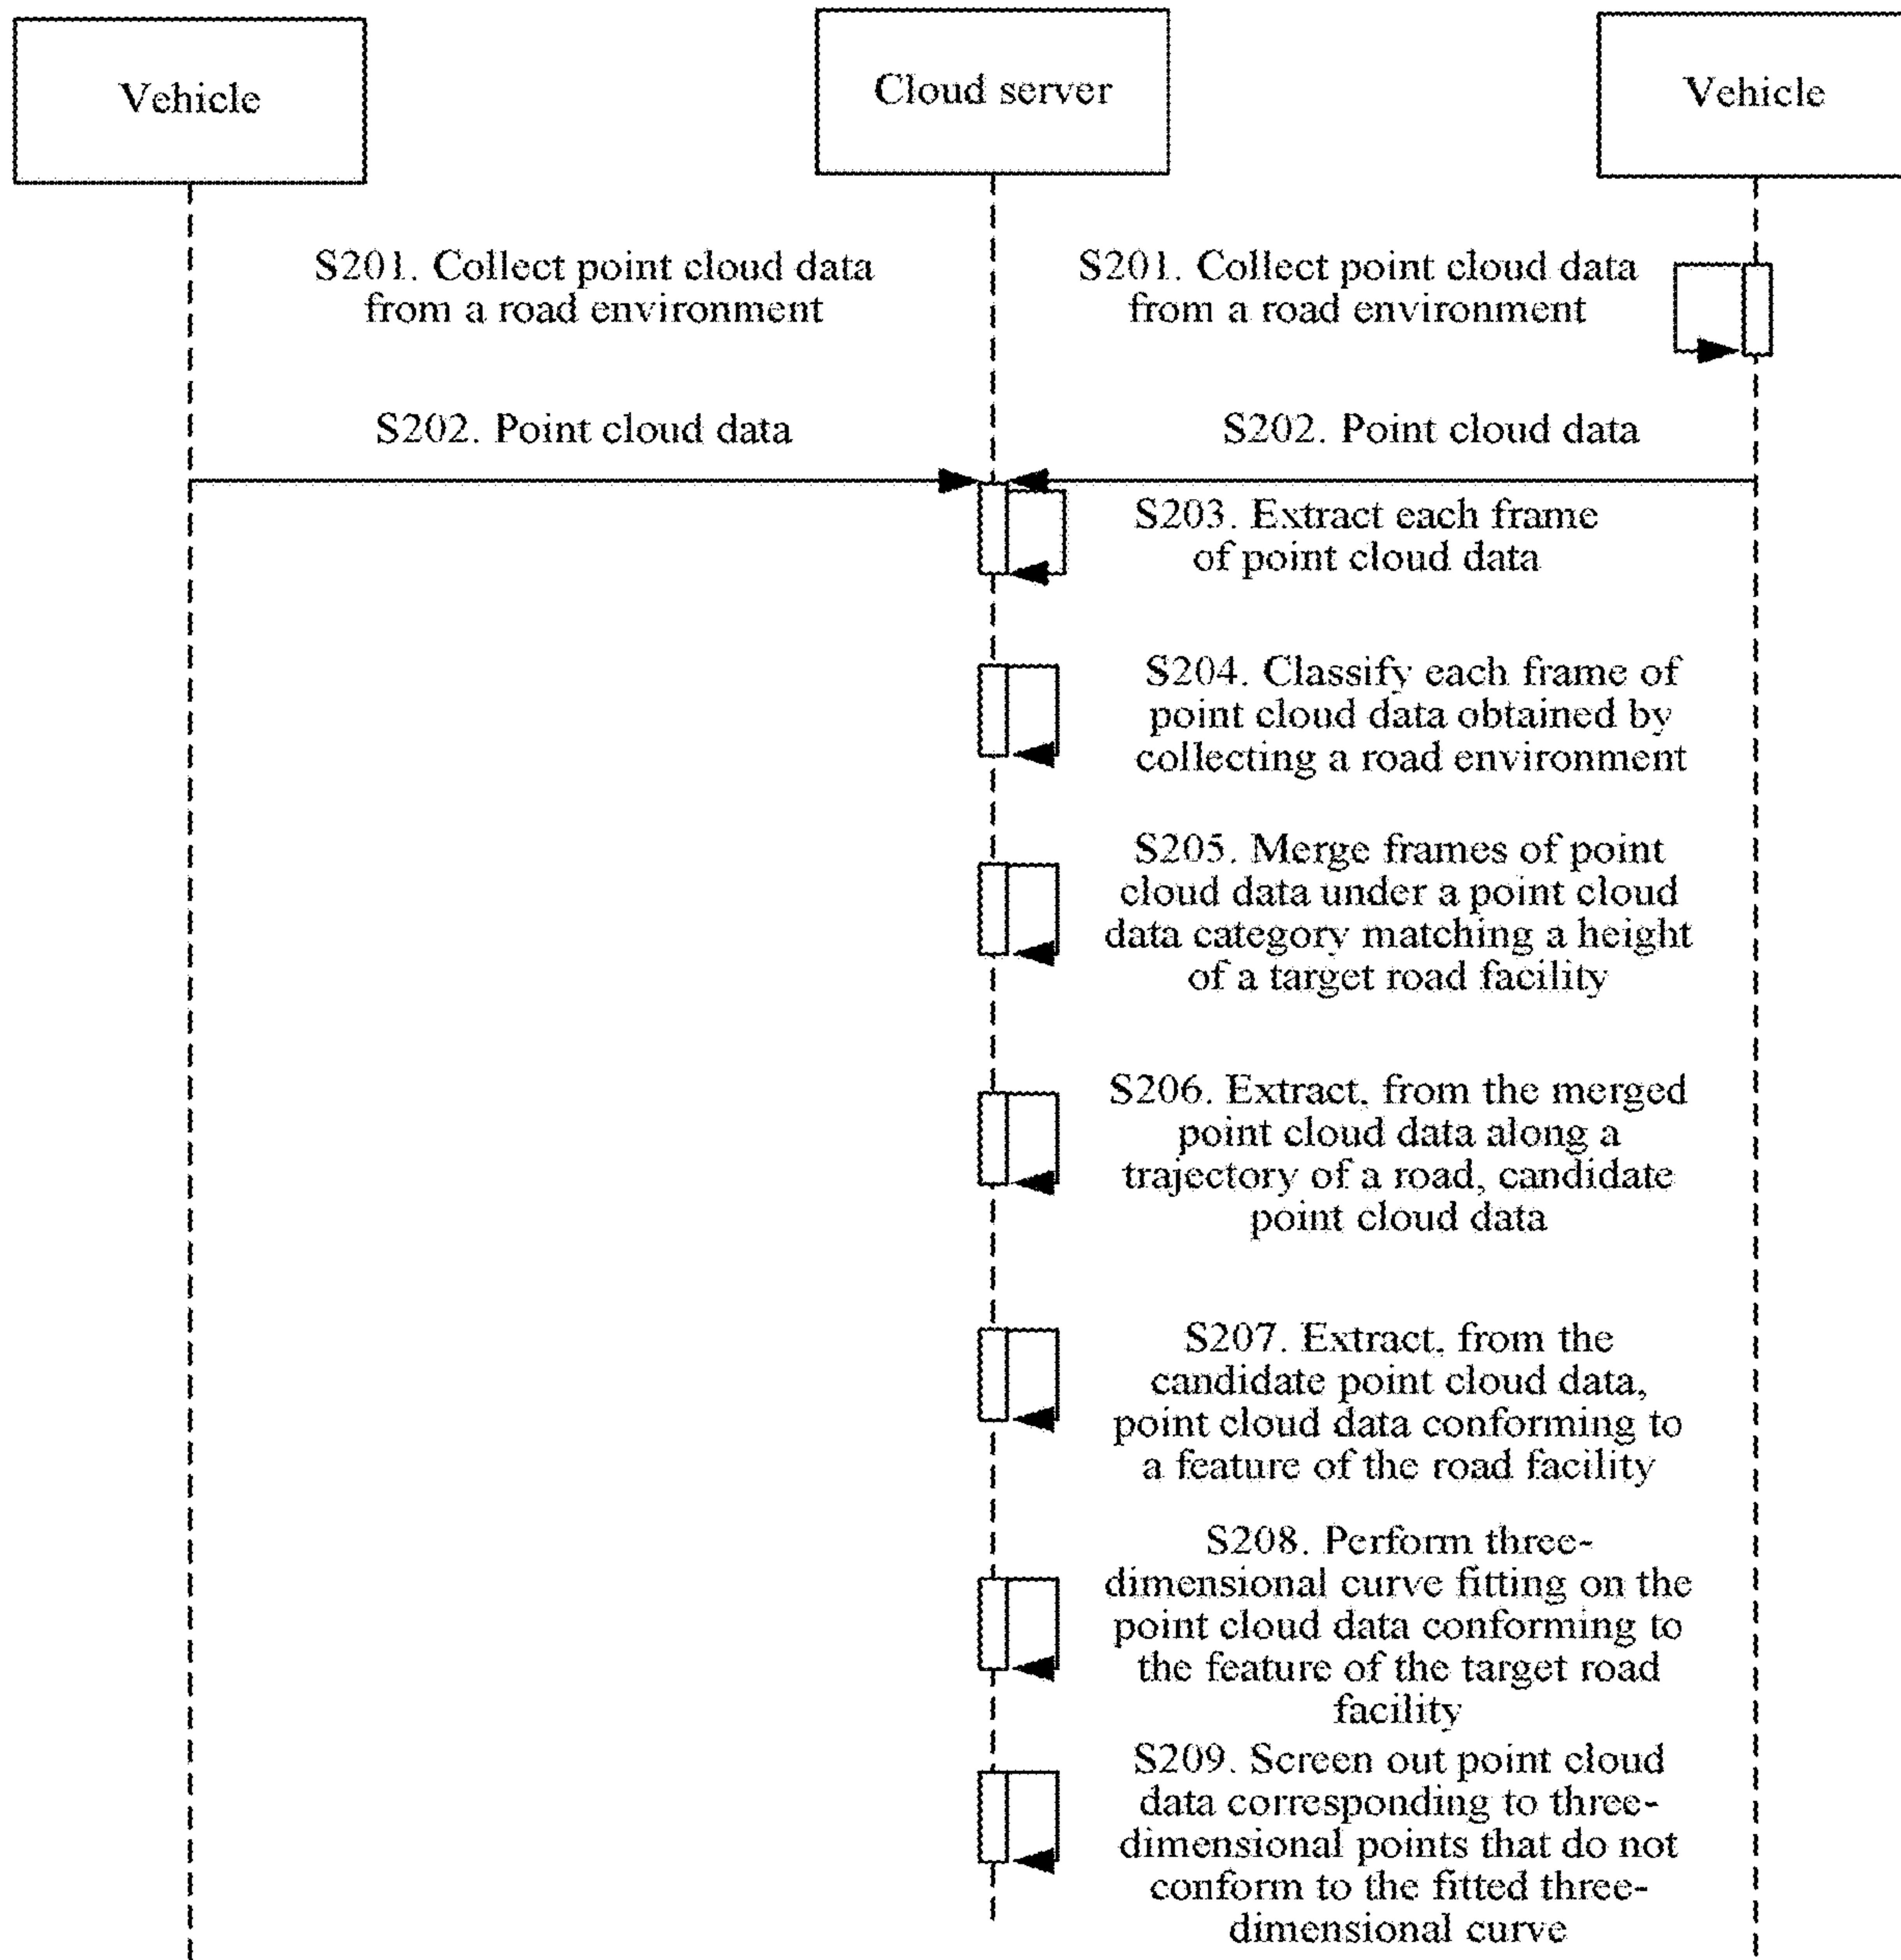 Vehicle
Cloud server
Vehicle
S201. Collect point cloud data
from a road environment
S201. Collect point cloud data
from a road environment
S202. Point cloud data
S202. Point cloud data
S203. Extract each frame
of point cloud data
S204. Classify each frame of
point cloud data obtained by
collecting a road environment
S205. Merge frames of point
cloud data under a point cloud
data category matching a height
of a target road facility
S206. Extract, from the merged
point cloud data along a
trajectory of a road, candidate
point cloud data
S207. Extract, from the
candidate point cloud data,
point cloud data conforming to
a feature of the road facility
S208. Perform three-
dimensional curve fitting on the
point cloud data conforming to
the feature of the target road
facility
S209. Screen out point cloud
data corresponding to three-
dimensional points that do not
conform to the fitted three-
dimensional curve